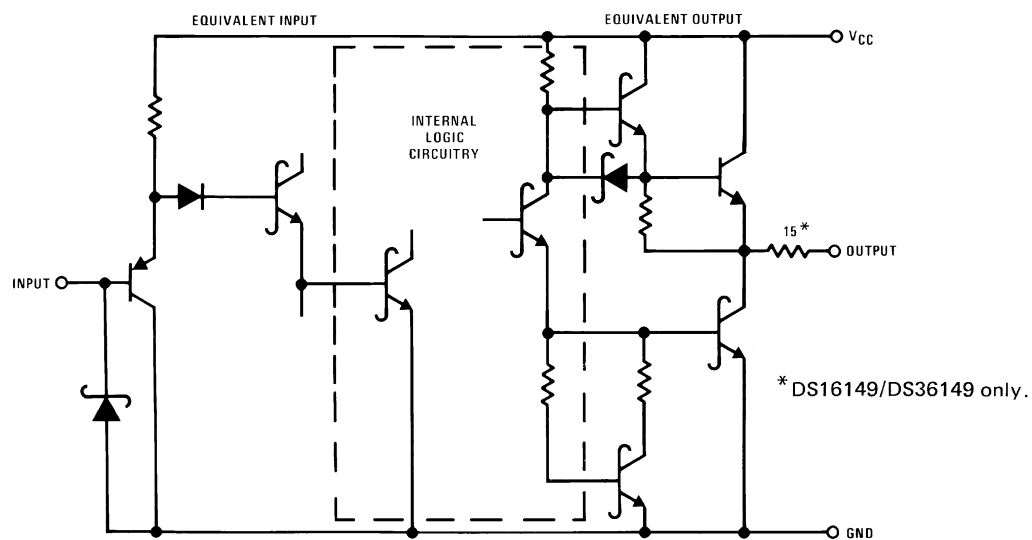 EQUIVALENT INPUT
EQUIVALENT OUTPUT
VCC
INTERNAL
LOGIC
CIRCUITRY
15*
INPUT
OUTPUT
*DS16149/DS36149 only.
GND